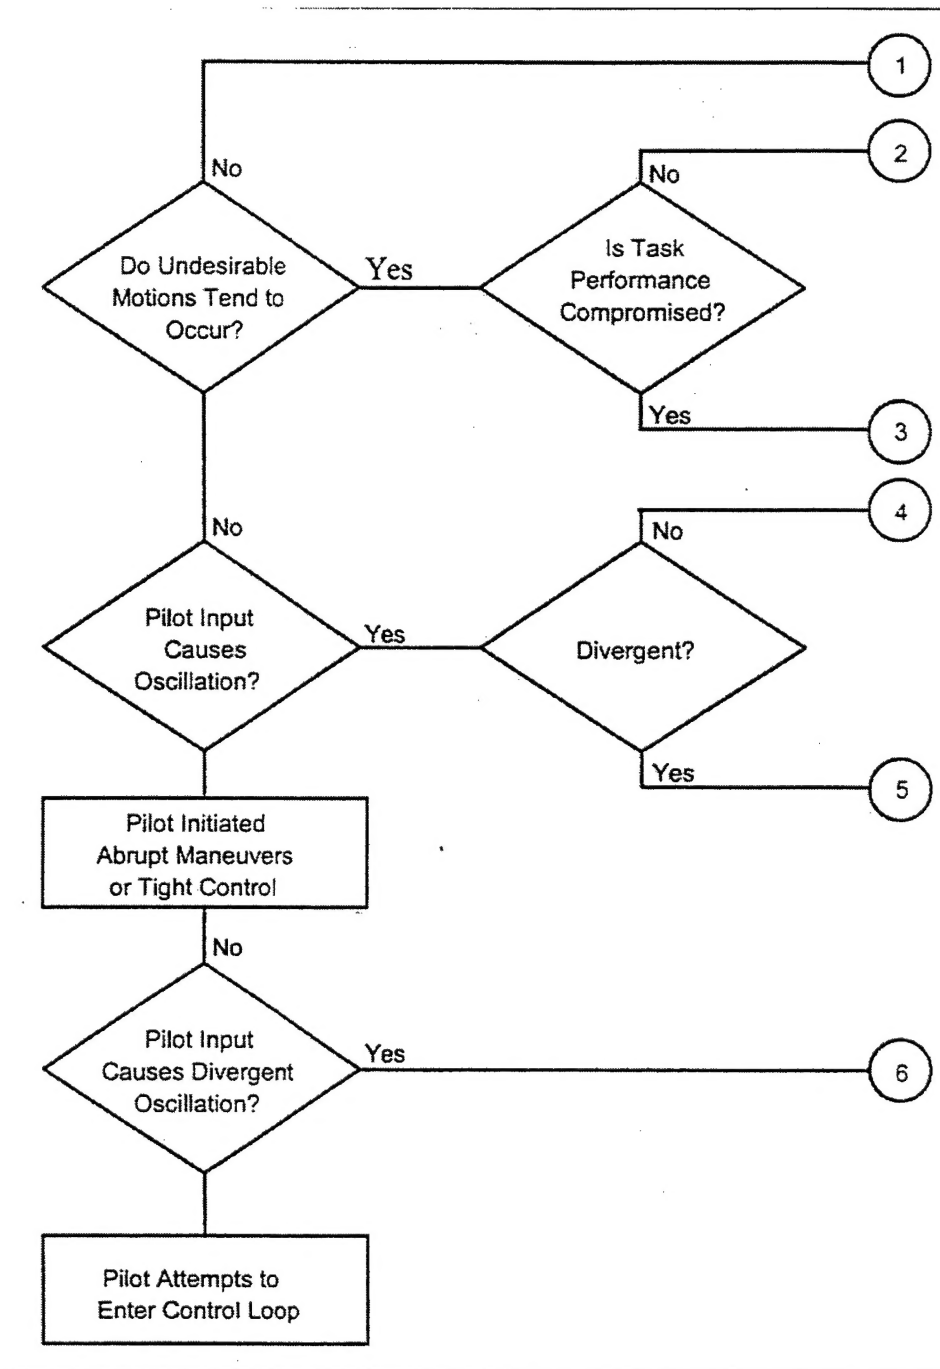 1
2
No
No
Do Undesirable
Motions Tend to
Occur?
Yes
Is Task
Performance
Compromised?
Yes
3
4
No
No
Pilot Input
Causes
Oscillation?
Yes
Divergent?
Yes
5
Pilot Initiated
Abrupt Maneuvers
or Tight Control
No
Pilot Input
Causes Divergent
Oscillation?
Yes
6
Pilot Attempts to
Enter Control Loop